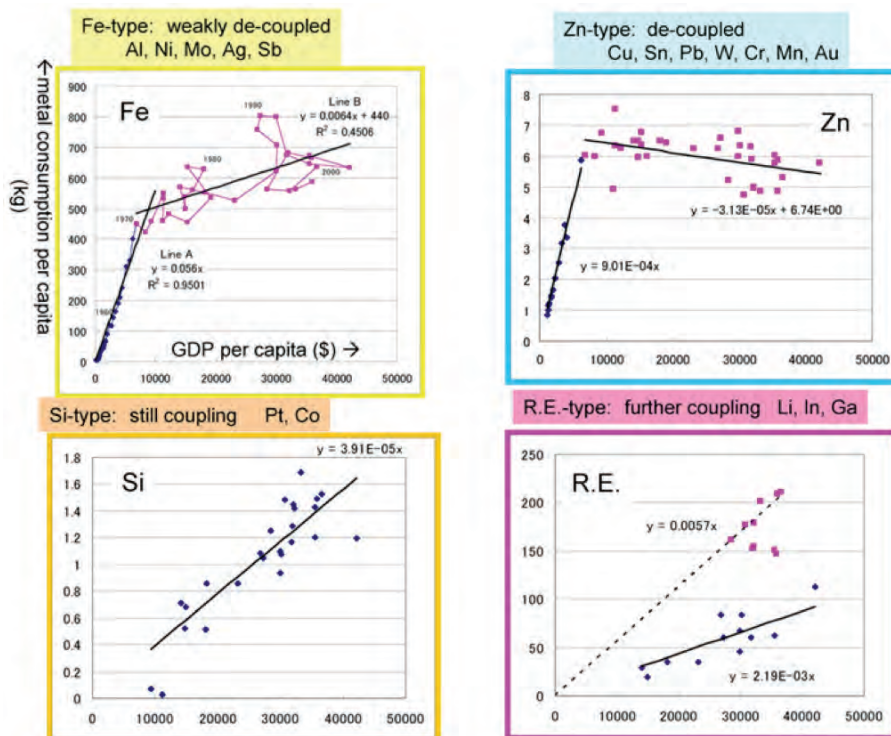 Fe-type: weakly de-coupled
Al, Ni, Mo, Ag, Sb
Zn-type: de-coupled
Cu, Sn, Pb, W, Cr, Mn, Au
←metal consumption per capita
(kg)
900
800
700
600
500
400
300
200
100
0
Fe
1990
Line B
y = 0.0064x + 440
R² = 0.4506
1980
2000
1970
Line A
y = 0.056x
R² = 0.9501
GDP per capita ($) →
0 10000 20000 30000 40000 50000
8
7
6
5
4
3
2
1
0
Zn
y = -3.13E-05x + 6.74E+00
y = 9.01E-04x
0 10000 20000 30000 40000 50000
Si-type: still coupling Pt, Co
y = 3.91E-05x
1.8
1.6
1.4
1.2
1
0.8
0.6
0.4
0.2
0
Si
0 10000 20000 30000 40000 50000
R.E.-type: further coupling Li, In, Ga
250
200
150
100
50
0
R.E.
y = 0.0057x
y = 2.19E-03x
0 10000 20000 30000 40000 50000